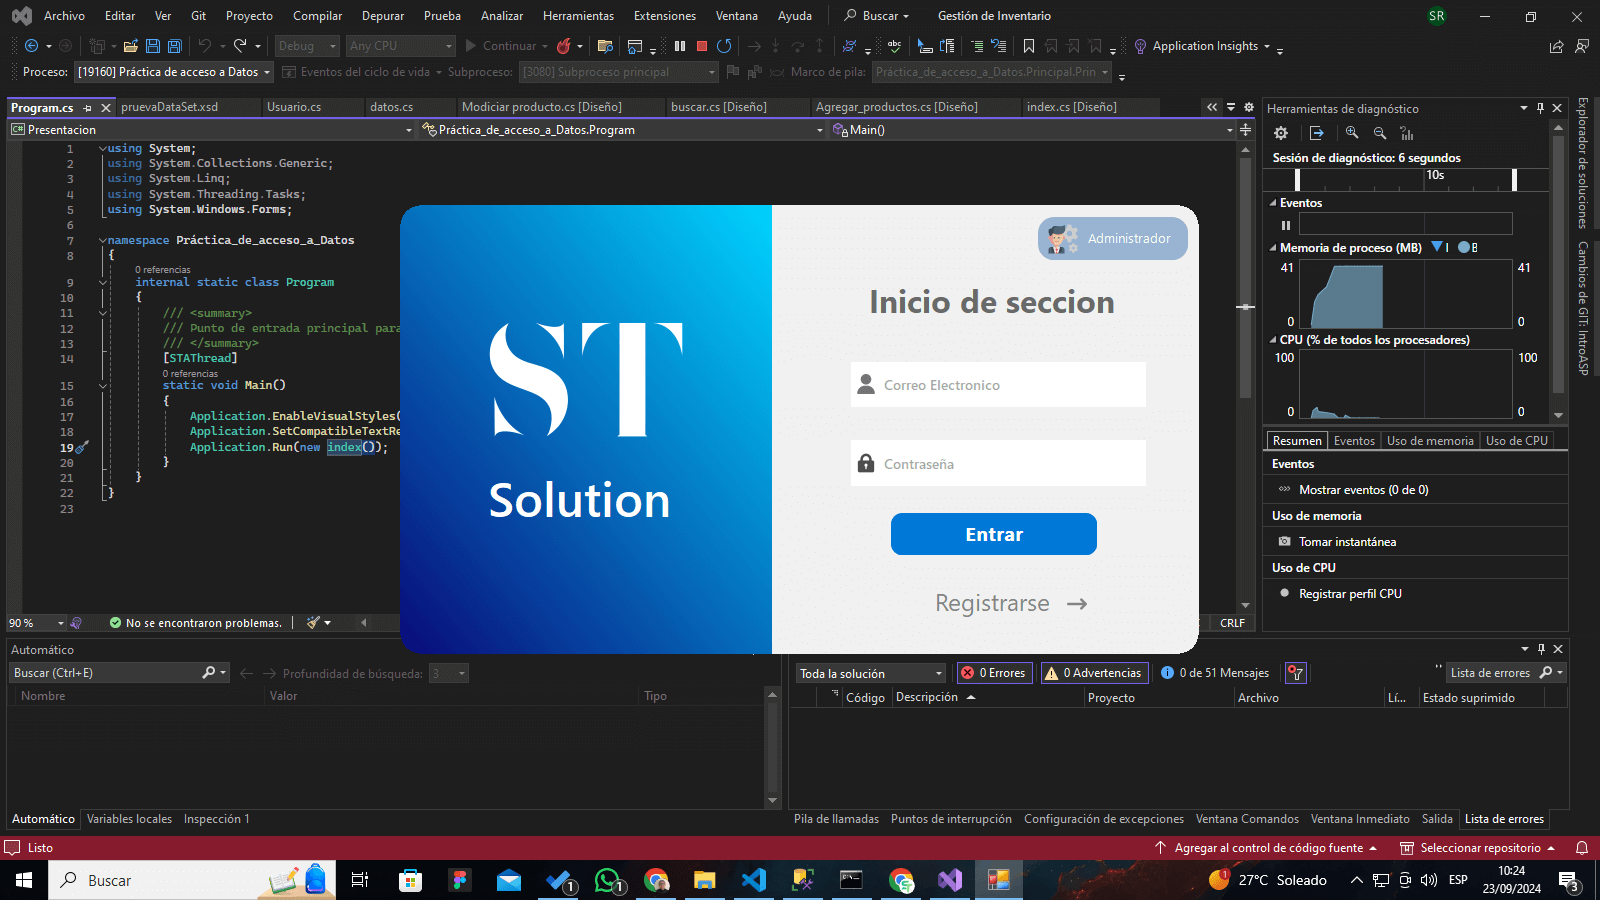 Archivo Editar Ver Git Proyecto Compilar Depurar Prueba Analizar Herramientas Extensiones Ventana Ayuda Buscar Gestión de Inventario SR
Debug Any CPU Continuar Application Insights
Proceso: [19160] Práctica de acceso a Datos Eventos del ciclo de vida Subproceso: [3080] Subproceso principal Marco de pila: Práctica_de_acceso_a_Datos.Principal.Prin
Program.cs pruevaDataSet.xsd Usuario.cs datos.cs Modiciar producto.cs [Diseño] buscar.cs [Diseño] Agregar_productos.cs [Diseño] index.cs [Diseño]
Presentacion Práctica_de_acceso_a_Datos.Program Main()
1 using System;
2 using System.Collections.Generic;
3 using System.Linq;
4 using System.Threading.Tasks;
5 using System.Windows.Forms;
6
7 namespace Práctica_de_acceso_a_Datos
8 {
0 referencias
9 internal static class Program
10 {
11 /// <summary>
12 /// Punto de entrada principal para
13 /// </summary>
14 [STAThread]
0 referencias
15 static void Main()
16 {
17 Application.EnableVisualStyles(
18 Application.SetCompatibleTextRe
19 Application.Run(new index());
20 }
21 }
22 }
23
90 % No se encontraron problemas. CRLF
ST
Solution
Administrador
Inicio de seccion
Correo Electronico
Contraseña
Entrar
Registrarse →
Herramientas de diagnóstico
Sesión de diagnóstico: 6 segundos
10s
Eventos
Memoria de proceso (MB) I B
41 41
0 0
CPU (% de todos los procesadores)
100 100
0 0
Resumen Eventos Uso de memoria Uso de CPU
Eventos
Mostrar eventos (0 de 0)
Uso de memoria
Tomar instantánea
Uso de CPU
Registrar perfil CPU
Explorador de soluciones
Cambios de GIT: IntroASP
Automático
Buscar (Ctrl+E) Profundidad de búsqueda: 3
Nombre Valor Tipo
Automático Variables locales Inspección 1
Toda la solución 0 Errores 0 Advertencias 0 de 51 Mensajes Lista de errores
Código Descripción Proyecto Archivo Lí... Estado suprimido
Pila de llamadas Puntos de interrupción Configuración de excepciones Ventana Comandos Ventana Inmediato Salida Lista de errores
Listo Agregar al control de código fuente Seleccionar repositorio
Buscar 1 1 1 27°C Soleado ESP 10:24
23/09/2024 3